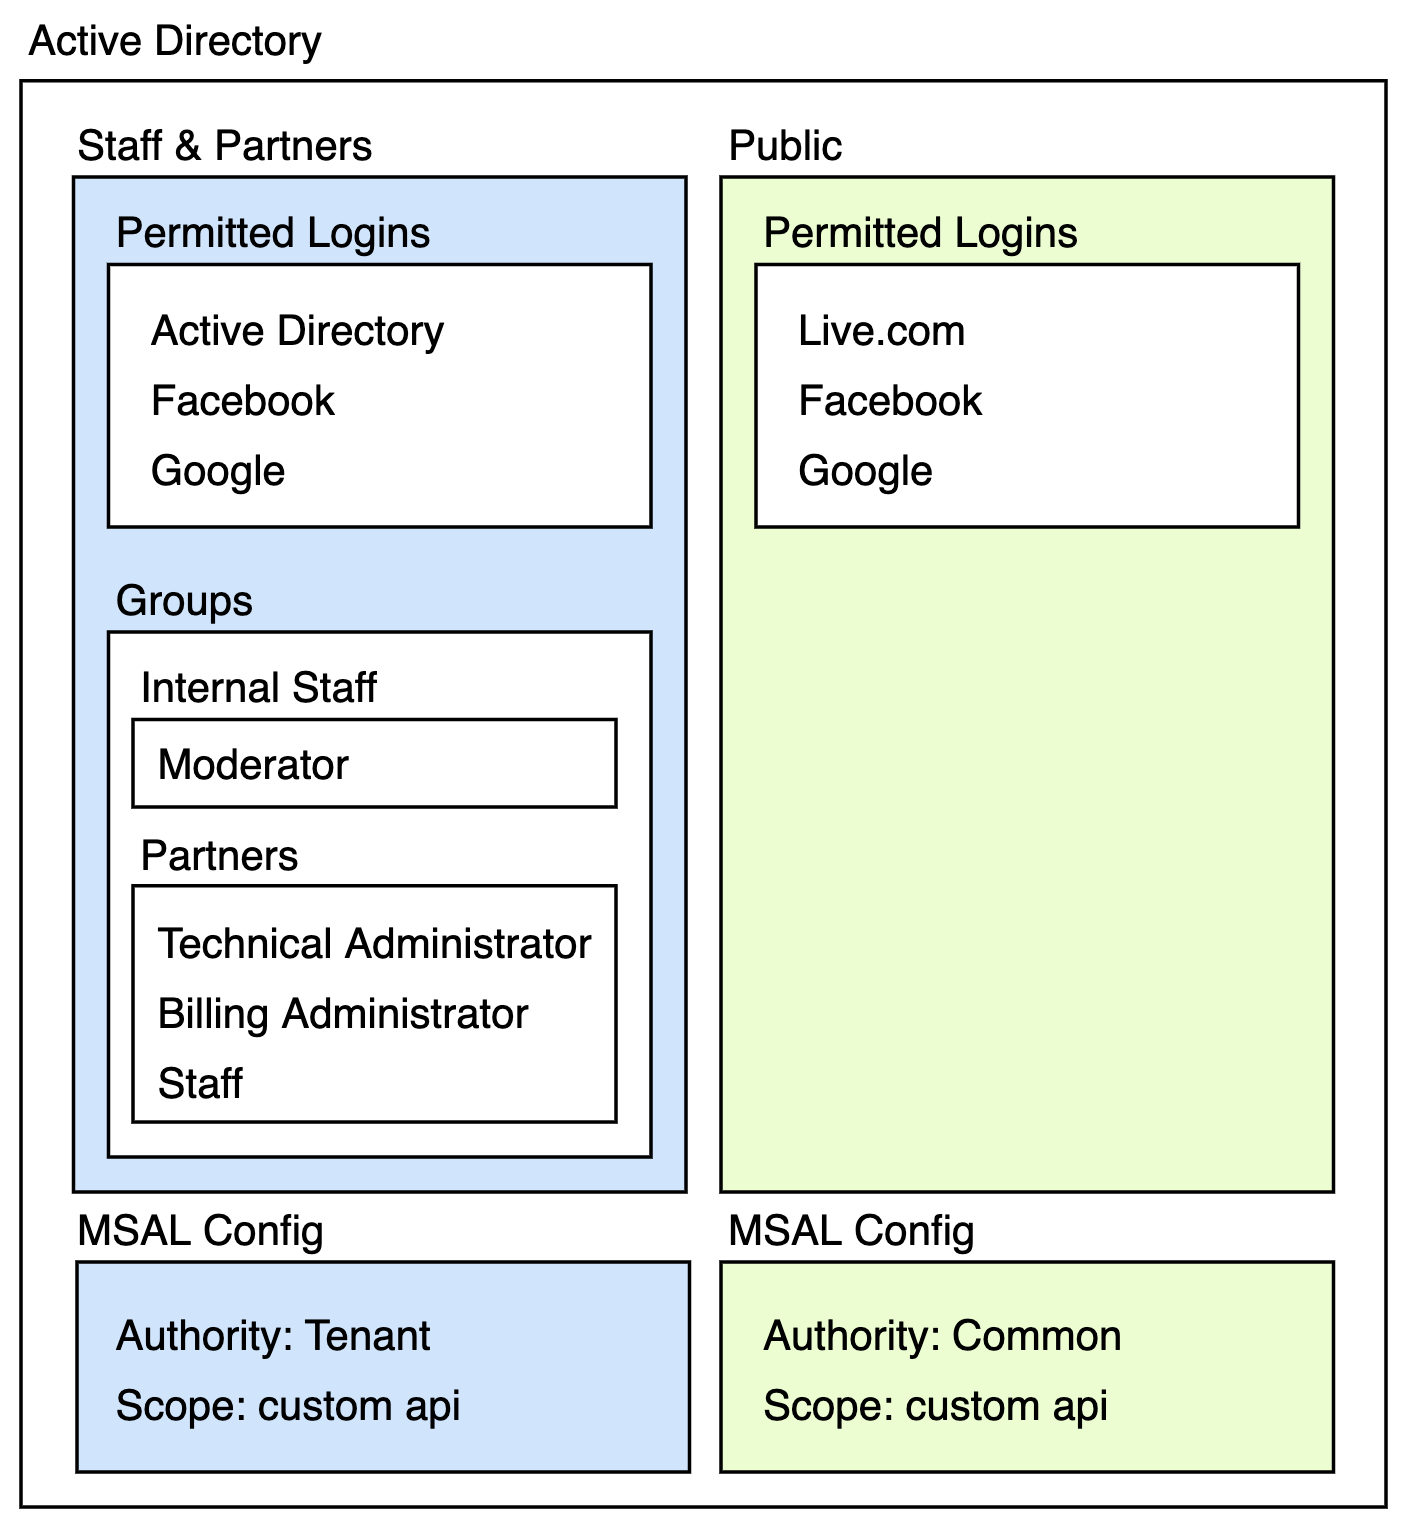 Active Directory
Staff & Partners
Permitted Logins
Active Directory
Facebook
Google
Groups
Internal Staff
Moderator
Partners
Technical Administrator
Billing Administrator
Staff
MSAL Config
Authority: Tenant
Scope: custom api
Public
Permitted Logins
Live.com
Facebook
Google
MSAL Config
Authority: Common
Scope: custom api